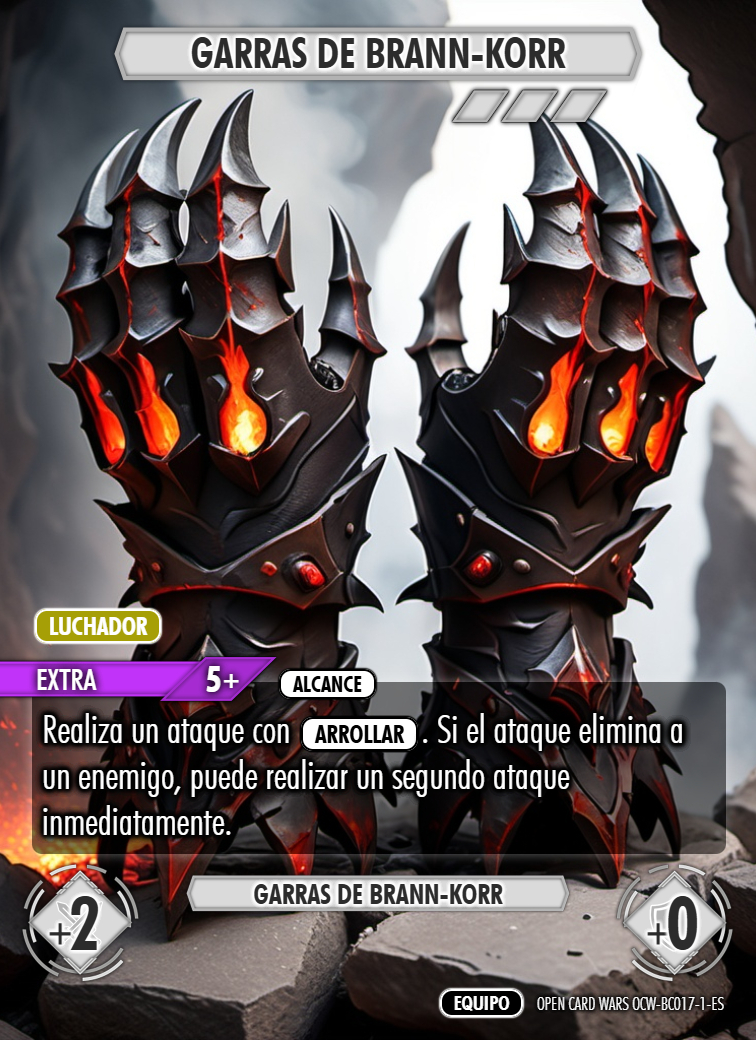 GARRAS DE BRANN-KORR
LUCHADOR
EXTRA 5+ ALCANCE
Realiza un ataque con ARROLLAR. Si el ataque elimina a
un enemigo, puede realizar un segundo ataque
inmediatamente.
+2 GARRAS DE BRANN-KORR +0
EQUIPO OPEN CARD WARS OCW-BC017-1-ES